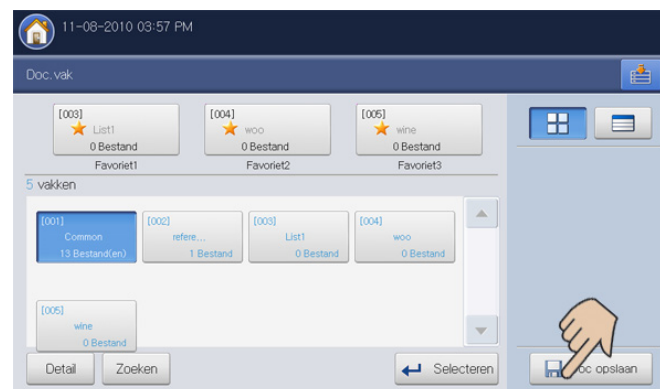 11-08-2010 03:57 PM
Doc.vak
[003]
List1
0 Bestand
Favoriet1
[004]
woo
0 Bestand
Favoriet2
[005]
wine
0 Bestand
Favoriet3
5 vakken
[001]
Common
13 Bestand(en)
[002]
refere...
1 Bestand
[003]
List1
0 Bestand
[004]
woo
0 Bestand
[005]
wine
0 Bestand
Detail
Zoeken
Selecteren
opslaan